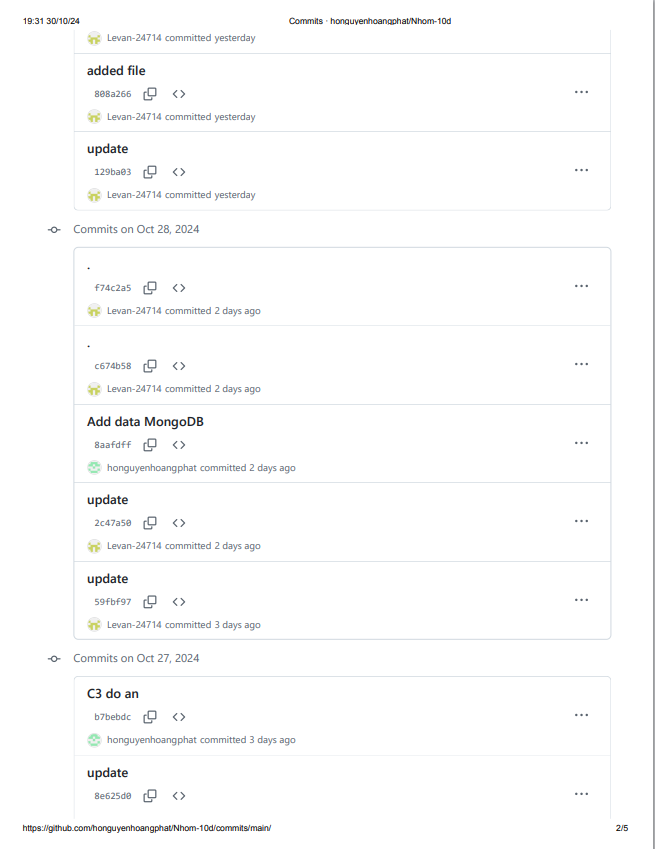 19:31 30/10/24 Commits · honguyenhoangphat/Nhom-10d
Levan-24714 committed yesterday
added file
808a266
Levan-24714 committed yesterday
update
129ba03
Levan-24714 committed yesterday
Commits on Oct 28, 2024
.
f74c2a5
Levan-24714 committed 2 days ago
.
c674b58
Levan-24714 committed 2 days ago
Add data MongoDB
8aafdff
honguyenhoangphat committed 2 days ago
update
2c47a50
Levan-24714 committed 2 days ago
update
59fbf97
Levan-24714 committed 3 days ago
Commits on Oct 27, 2024
C3 do an
b7bebdc
honguyenhoangphat committed 3 days ago
update
8e625d0
https://github.com/honguyenhoangphat/Nhom-10d/commits/main/ 2/5